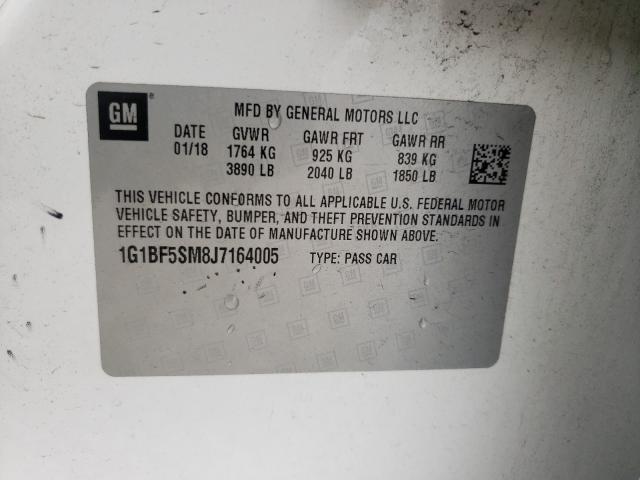 GM
MFD BY GENERAL MOTORS LLC
DATE GVWR GAWR FRT GAWR RR
01/18 1764 KG 925 KG 839 KG
3890 LB 2040 LB 1850 LB
THIS VEHICLE CONFORMS TO ALL APPLICABLE U.S. FEDERAL MOTOR
VEHICLE SAFETY, BUMPER, AND THEFT PREVENTION STANDARDS IN
EFFECT ON THE DATE OF MANUFACTURE SHOWN ABOVE.
1G1BF5SM8J7164005 TYPE: PASS CAR